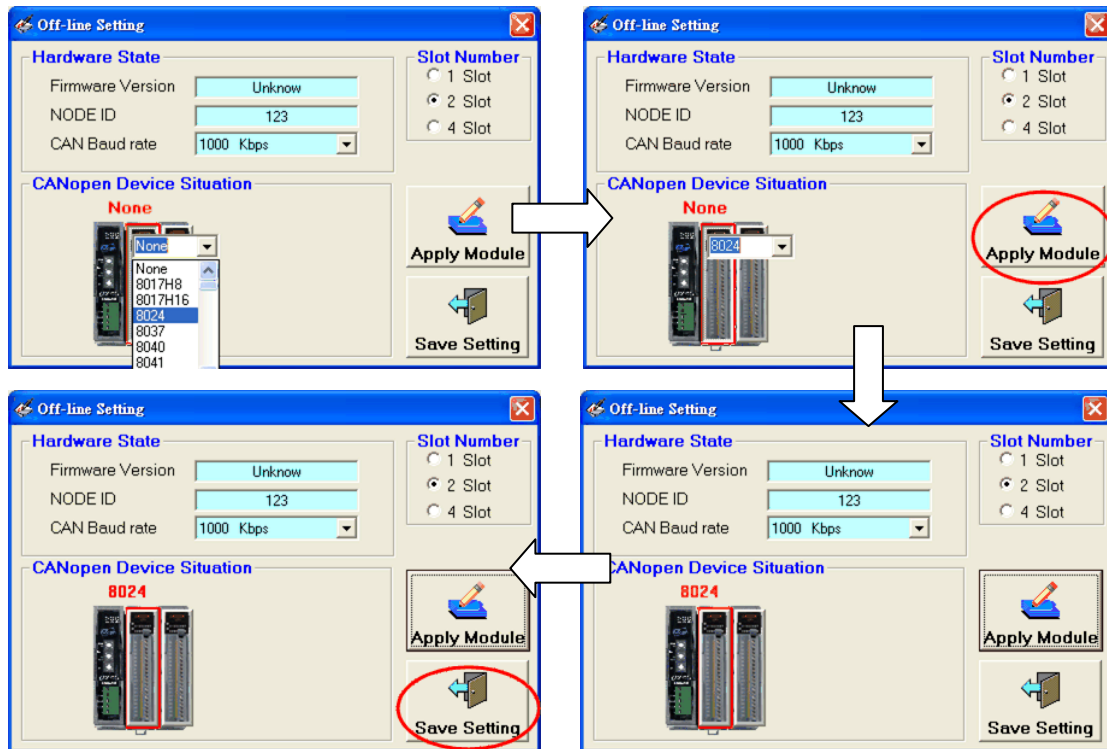 Off-line Setting
Hardware State
Firmware Version Unknow
NODE ID 123
CAN Baud rate 1000 Kbps
Slot Number
1 Slot
2 Slot
4 Slot
CANopen Device Situation
None
None
None
8017H8
8017H16
8024
8037
8040
8041
Apply Module
Save Setting
Off-line Setting
Hardware State
Firmware Version Unknow
NODE ID 123
CAN Baud rate 1000 Kbps
Slot Number
1 Slot
2 Slot
4 Slot
CANopen Device Situation
None
8024
Apply Module
Save Setting
Off-line Setting
Hardware State
Firmware Version Unknow
NODE ID 123
CAN Baud rate 1000 Kbps
Slot Number
1 Slot
2 Slot
4 Slot
CANopen Device Situation
8024
Apply Module
Save Setting
Off-line Setting
Hardware State
Firmware Version Unknow
NODE ID 123
CAN Baud rate 1000 Kbps
Slot Number
1 Slot
2 Slot
4 Slot
CANopen Device Situation
8024
Apply Module
Save Setting